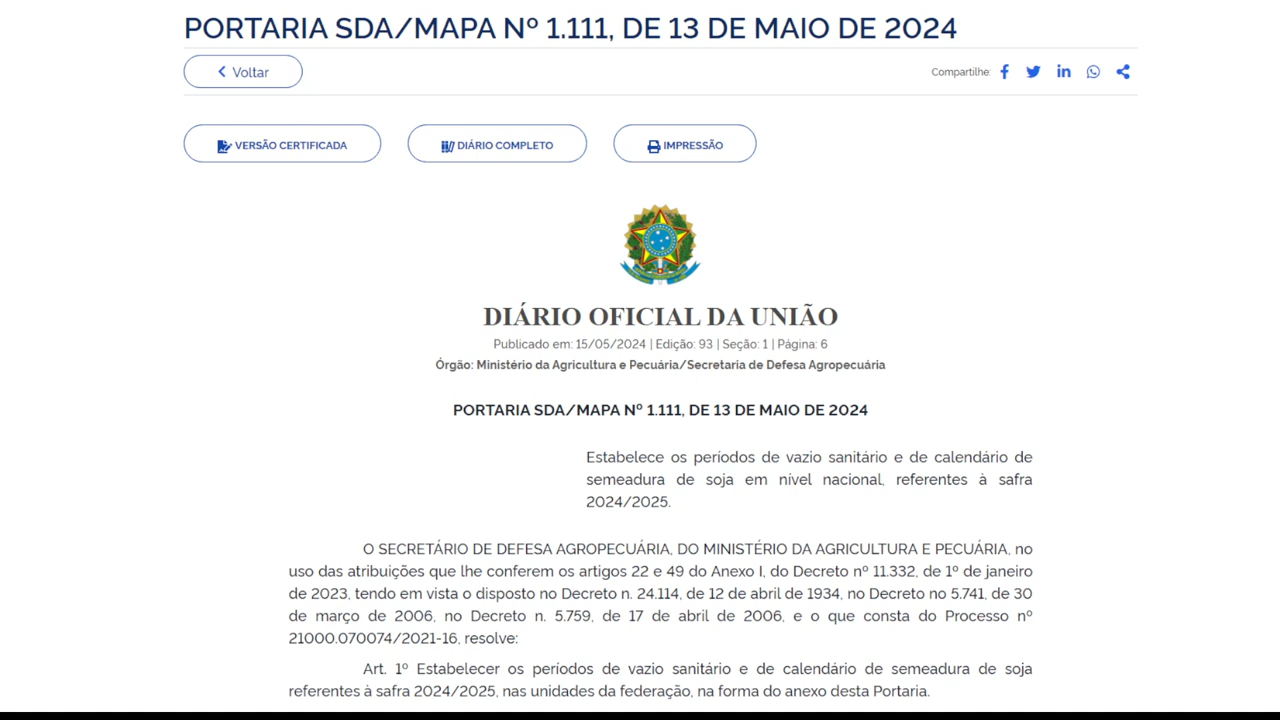 PORTARIA SDA/MAPA Nº 1.111, DE 13 DE MAIO DE 2024
Voltar
Compartilhe:
VERSÃO CERTIFICADA
DIÁRIO COMPLETO
IMPRESSÃO
DIÁRIO OFICIAL DA UNIÃO
Publicado em: 15/05/2024 | Edição: 93 | Seção: 1 | Página: 6
Órgão: Ministério da Agricultura e Pecuária/Secretaria de Defesa Agropecuária
PORTARIA SDA/MAPA Nº 1.111, DE 13 DE MAIO DE 2024
Estabelece os períodos de vazio sanitário e de calendário de
semeadura de soja em nível nacional, referentes à safra
2024/2025.
O SECRETÁRIO DE DEFESA AGROPECUÁRIA, DO MINISTÉRIO DA AGRICULTURA E PECUÁRIA, no
uso das atribuições que lhe conferem os artigos 22 e 49 do Anexo I, do Decreto nº 11.332, de 1º de janeiro
de 2023, tendo em vista o disposto no Decreto n. 24.114, de 12 de abril de 1934, no Decreto no 5.741, de 30
de março de 2006, no Decreto n. 5.759, de 17 de abril de 2006, e o que consta do Processo nº
21000.070074/2021-16, resolve:
Art. 1º Estabelecer os períodos de vazio sanitário e de calendário de semeadura de soja
referentes à safra 2024/2025, nas unidades da federação, na forma do anexo desta Portaria.